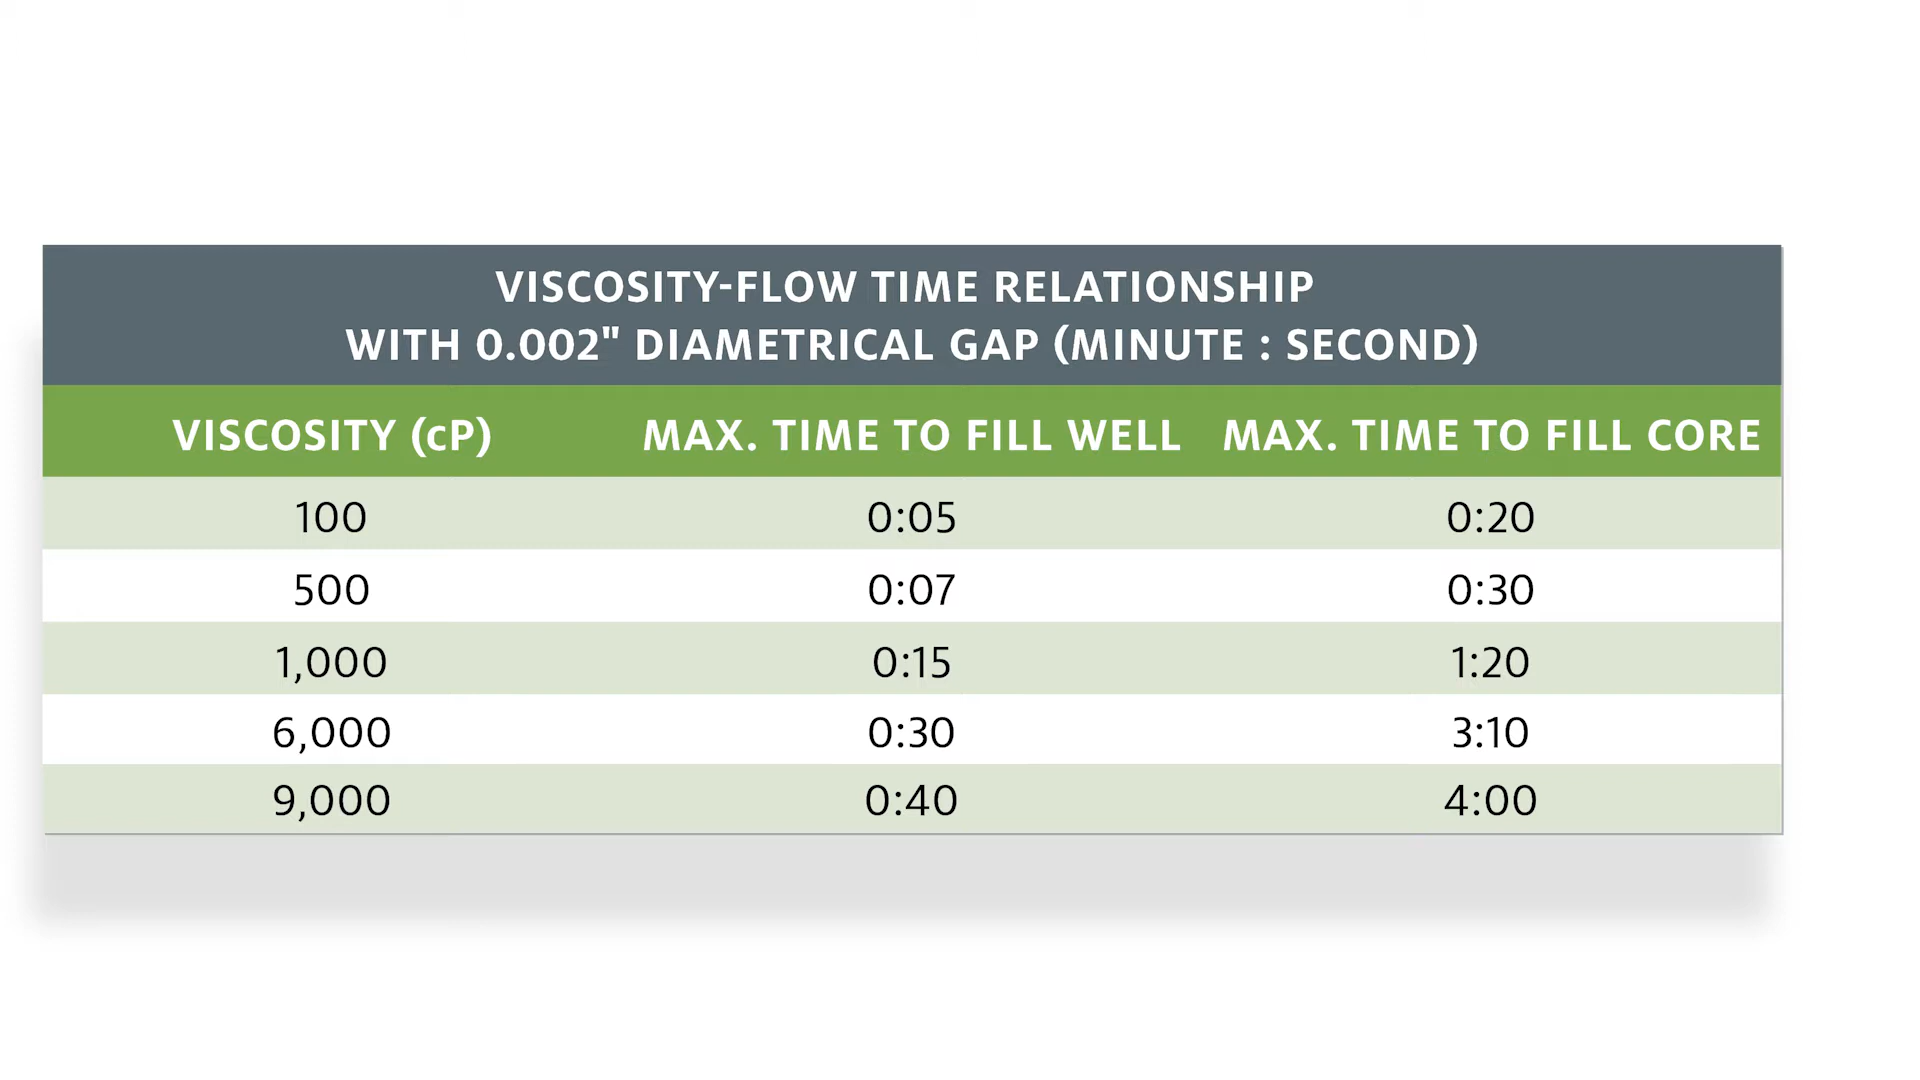 VISCOSITY-FLOW TIME RELATIONSHIP
WITH 0.002" DIAMETRICAL GAP (MINUTE : SECOND)
VISCOSITY (cP) MAX. TIME TO FILL WELL MAX. TIME TO FILL CORE
100 0:05 0:20
500 0:07 0:30
1,000 0:15 1:20
6,000 0:30 3:10
9,000 0:40 4:00